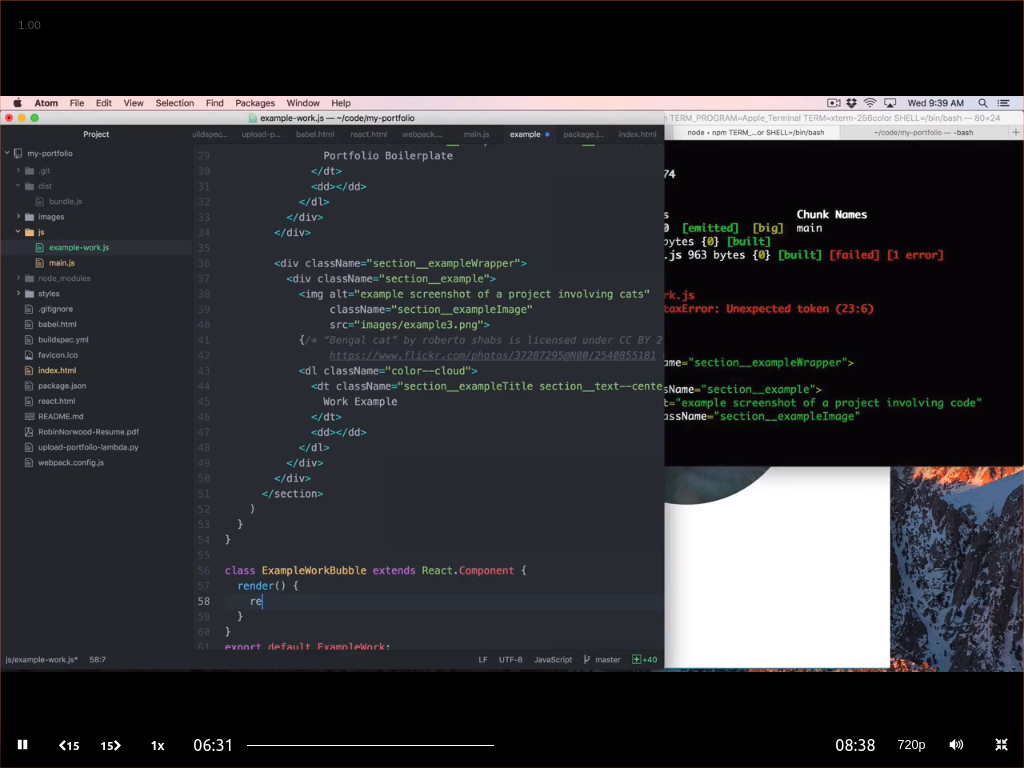 1.00
Atom File Edit View Selection Find Packages Window Help
Wed 9:39 AM
example-work.js — ~/code/my-portfolio
TERM_PROGRAM=Apple_Terminal TERM=xterm-256color SHELL=/bin/bash — 80×24
Project
uildspec... upload-p... babel.html react.html webpack.... main.js example package.j... index.html
node • npm TERM_...or SHELL=/bin/bash
~/code/my-portfolio — -bash
my-portfolio
.git
dist
bundle.js
images
js
example-work.js
main.js
node_modules
styles
.gitignore
babel.html
buildspec.yml
favicon.ico
index.html
package.json
react.html
README.md
RobinNorwood-Resume.pdf
upload-portfolio-lambda.py
webpack.config.js
29 Portfolio Boilerplate
30 </dt>
31 <dd></dd>
32 </dl>
33 </div>
34 </div>
35
36 <div className="section__exampleWrapper">
37 <div className="section__example">
38 <img alt="example screenshot of a project involving cats"
39 className="section__exampleImage"
40 src="images/example3.png">
41 {/* "Bengal cat" by roberto shabs is licensed under CC BY 2
42 https://www.flickr.com/photos/37287295@N00/2540855181
43 <dl className="color--cloud">
44 <dt className="section__exampleTitle section__text--cente
45 Work Example
46 </dt>
47 <dd></dd>
48 </dl>
49 </div>
50 </div>
51 </section>
52 )
53 }
54 }
55
56 class ExampleWorkBubble extends React.Component {
57 render() {
58 re
59 }
60 }
61 export default ExampleWork;
74
s Chunk Names
0 [emitted] [big] main
bytes {0} [built]
.js 963 bytes {0} [built] [failed] [1 error]
rk.js
taxError: Unexpected token (23:6)
ame="section__exampleWrapper">
sName="section__example">
t="example screenshot of a project involving code"
assName="section__exampleImage"
js/example-work.js* 58:7
LF UTF-8 JavaScript master +40
15 15 1x 06:31
08:38 720p